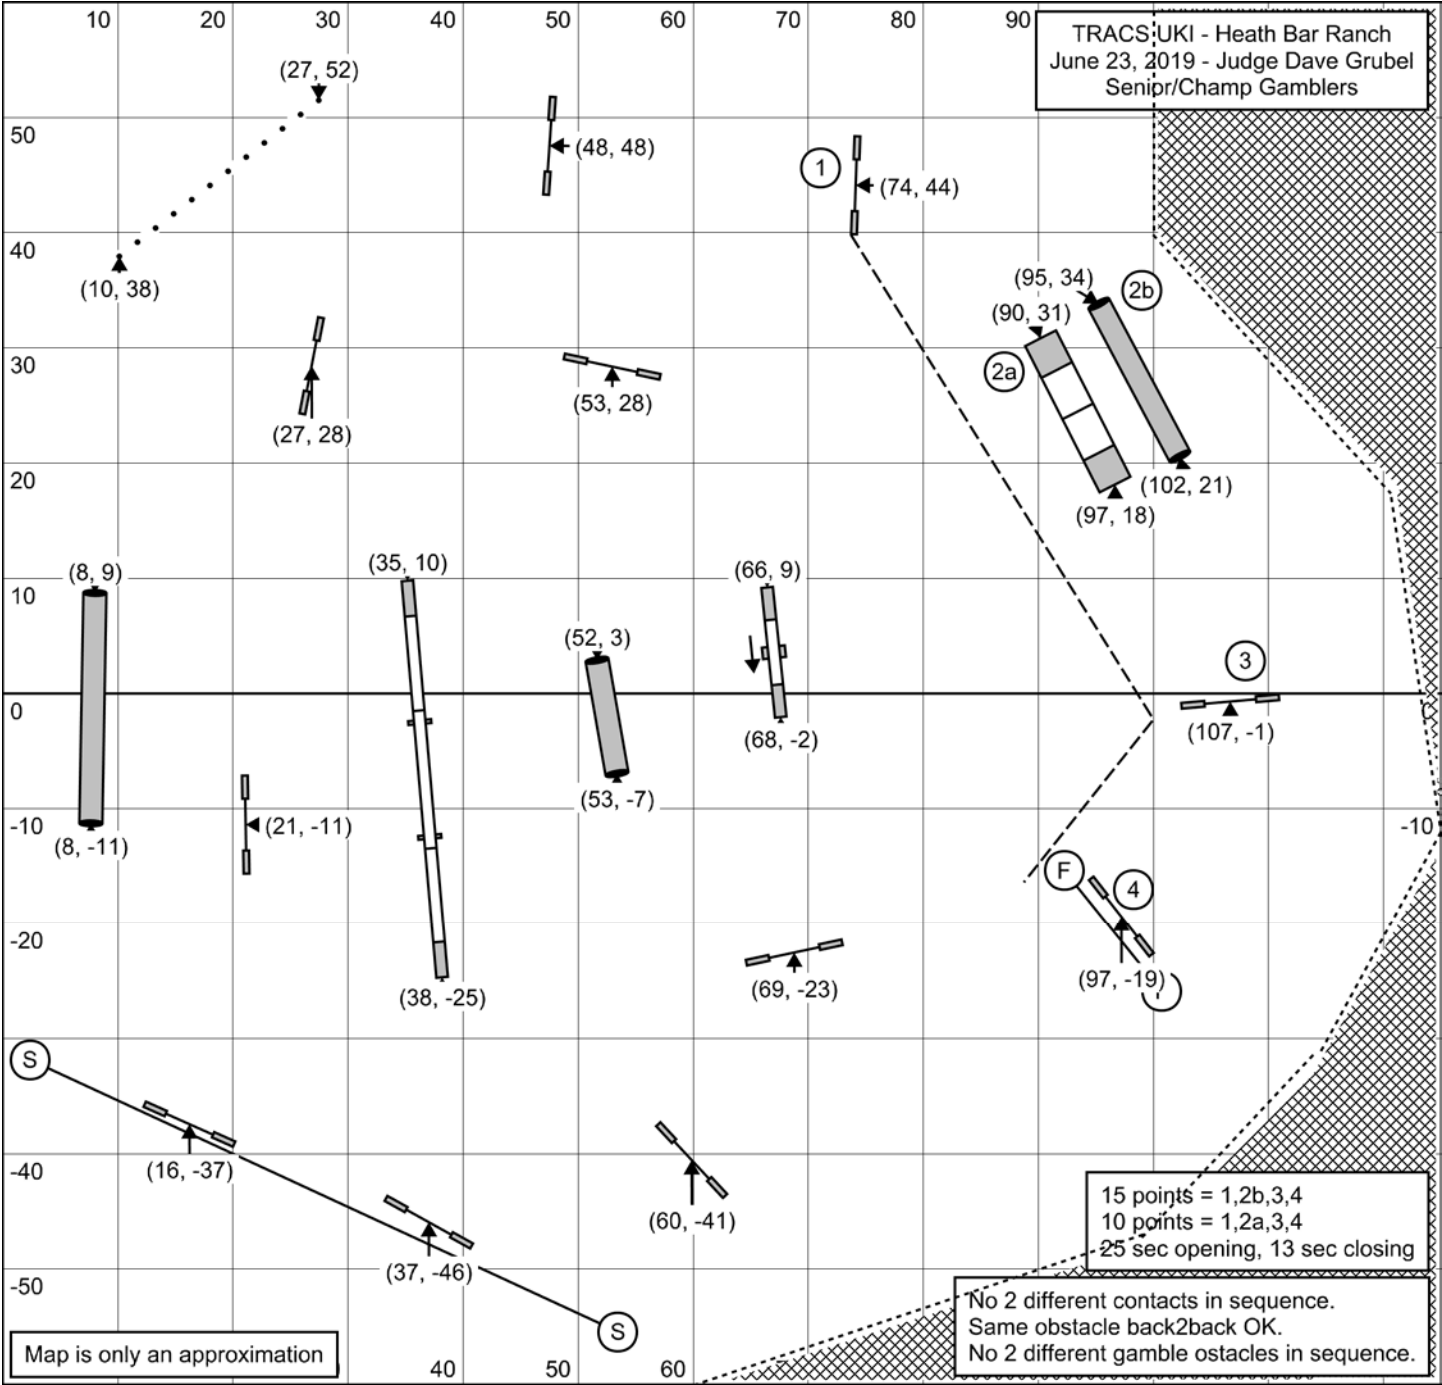 10 20 30 40 50 60 70 80 90
TRACS UKI - Heath Bar Ranch
June 23, 2019 - Judge Dave Grubel
Senior/Champ Gamblers
(27, 52)
50
(48, 48)
1
(74, 44)
40
(10, 38)
(95, 34)
2b
(90, 31)
30
2a
(53, 28)
(27, 28)
20
(102, 21)
(97, 18)
(8, 9)
(35, 10)
(66, 9)
10
(52, 3)
3
0
(107, -1)
(68, -2)
(53, -7)
-10
(21, -11)
-10
(8, -11)
F
4
-20
(97, -19)
(69, -23)
(38, -25)
S
(16, -37)
-40
(60, -41)
15 points = 1,2b,3,4
10 points = 1,2a,3,4
25 sec opening, 13 sec closing
(37, -46)
-50
No 2 different contacts in sequence.
Same obstacle back2back OK.
No 2 different gamble ostacles in sequence.
S
Map is only an approximation
40 50 60